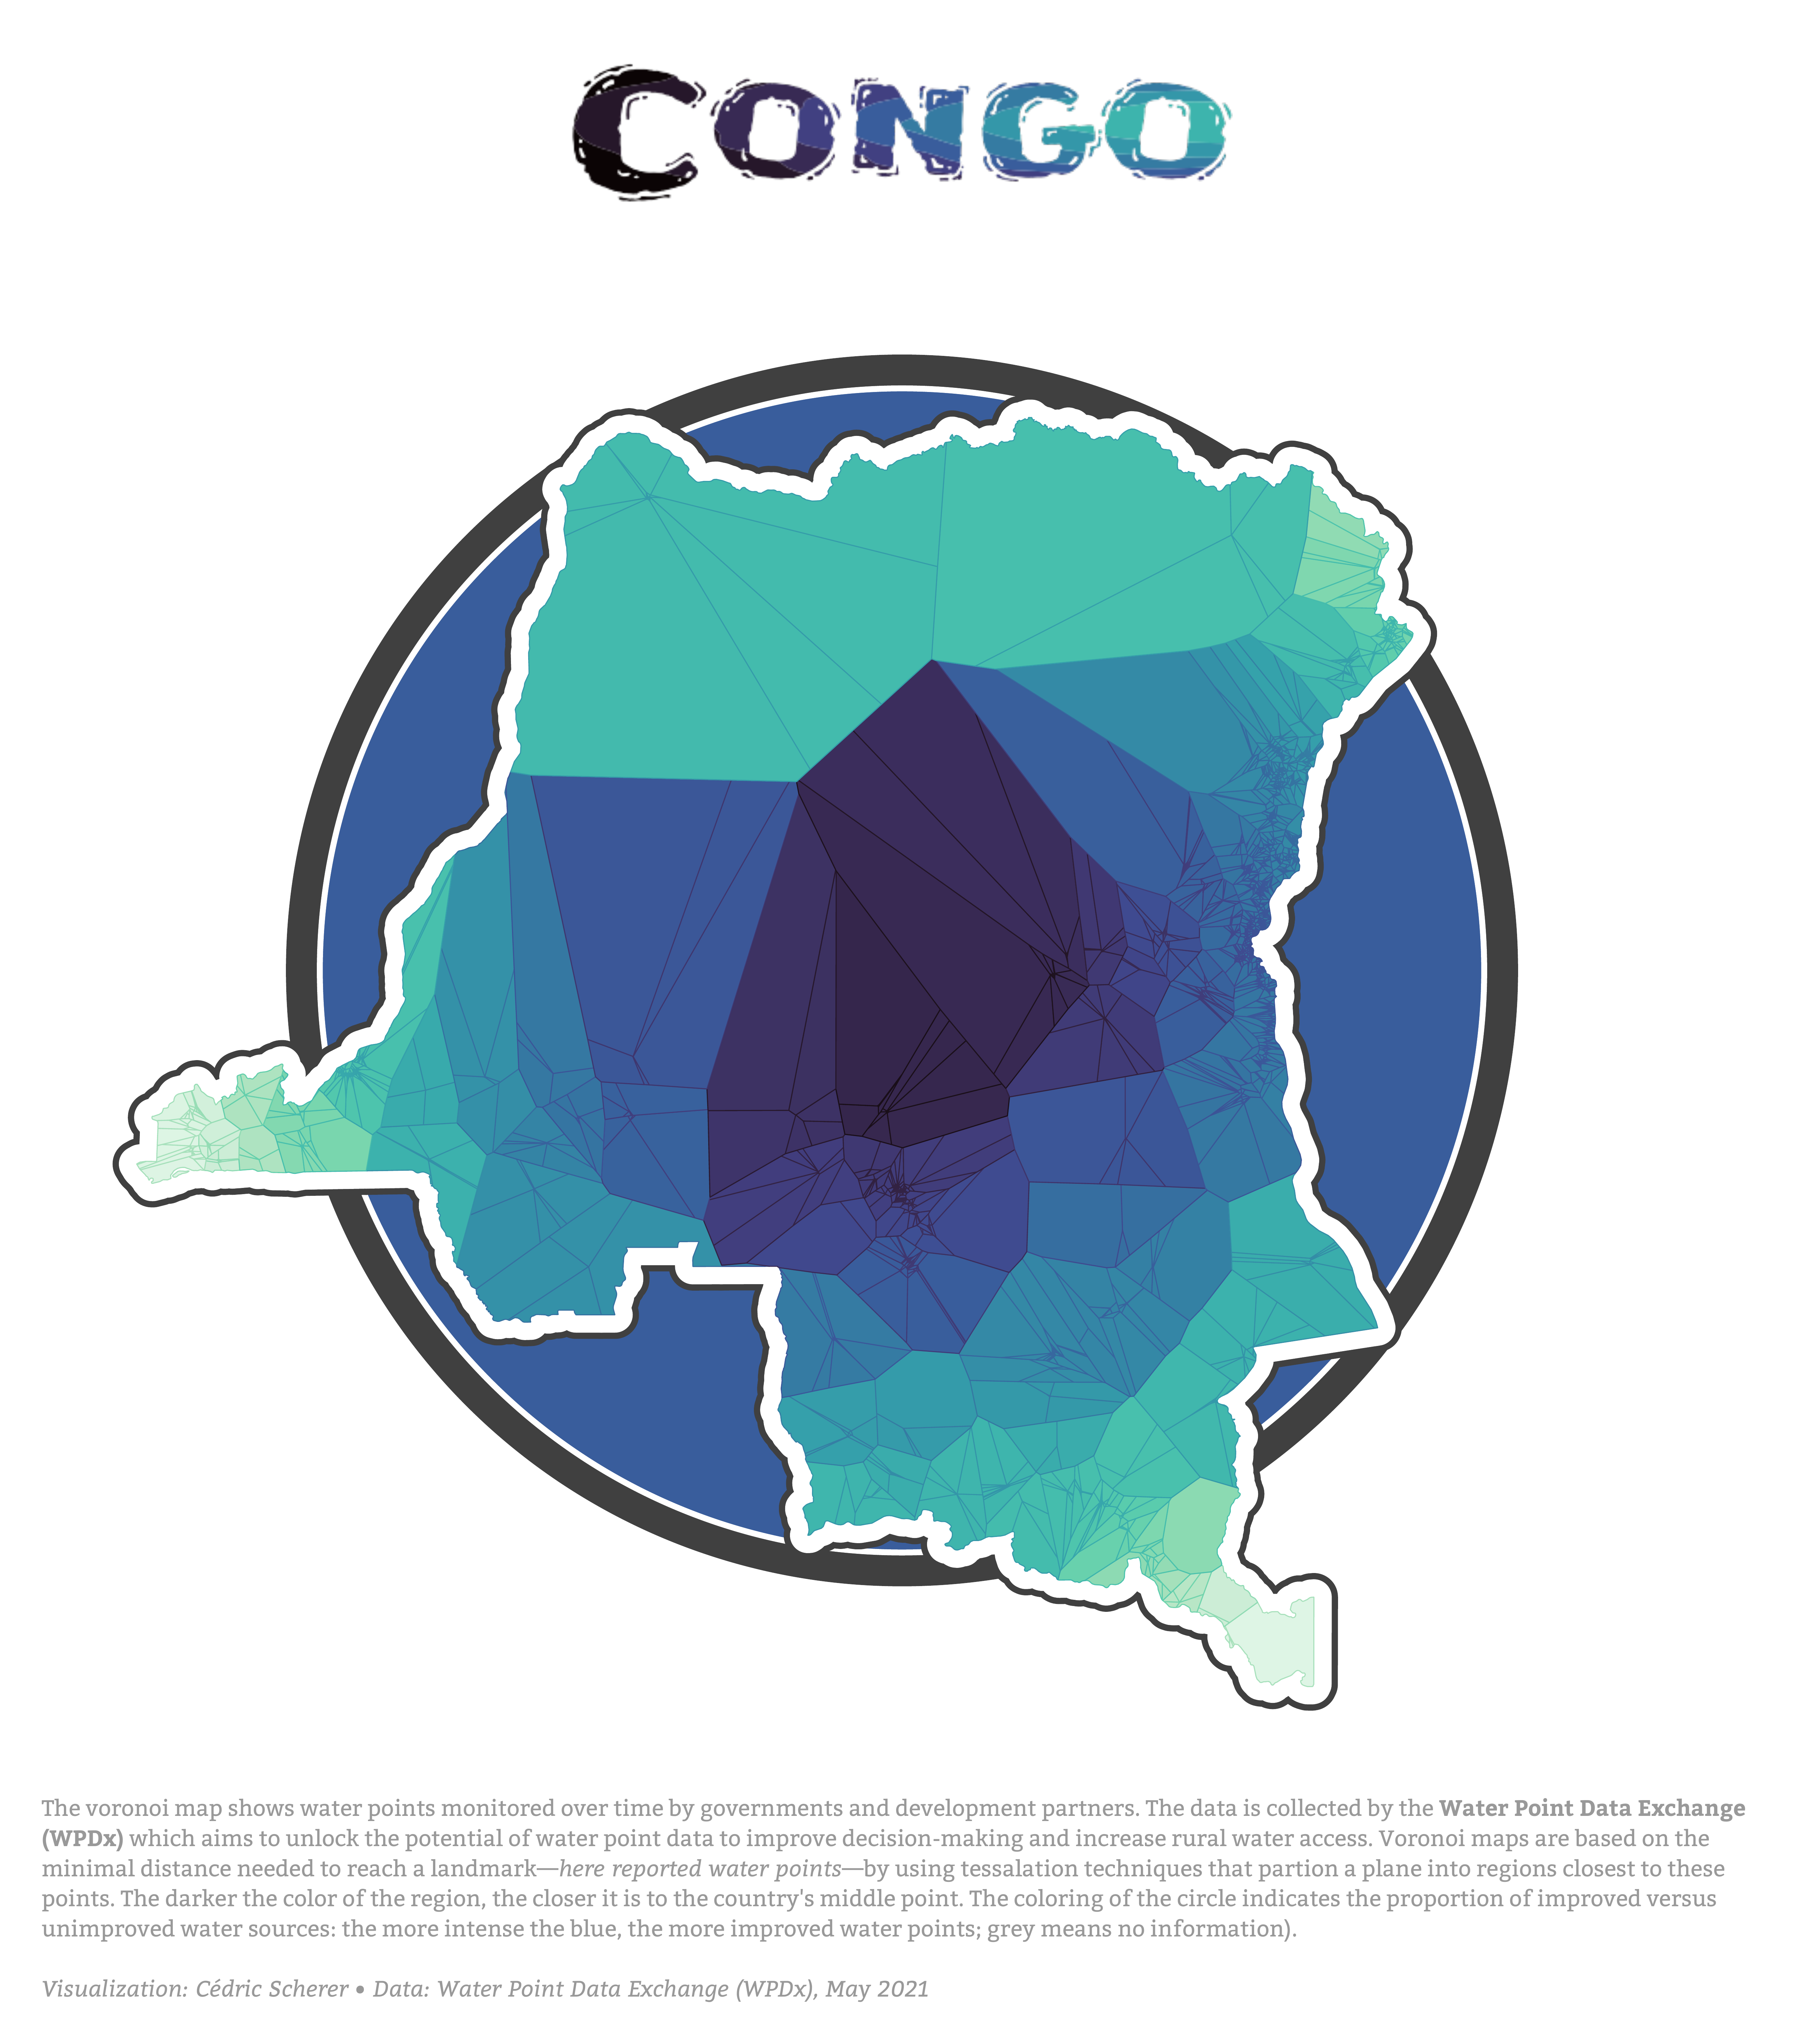 CONGO
The voronoi map shows water points monitored over time by governments and development partners. The data is collected by the Water Point Data Exchange
(WPDx) which aims to unlock the potential of water point data to improve decision-making and increase rural water access. Voronoi maps are based on the
minimal distance needed to reach a landmark—here reported water points—by using tessalation techniques that partion a plane into regions closest to these
points. The darker the color of the region, the closer it is to the country's middle point. The coloring of the circle indicates the proportion of improved versus
unimproved water sources: the more intense the blue, the more improved water points; grey means no information).
Visualization: Cédric Scherer • Data: Water Point Data Exchange (WPDx), May 2021